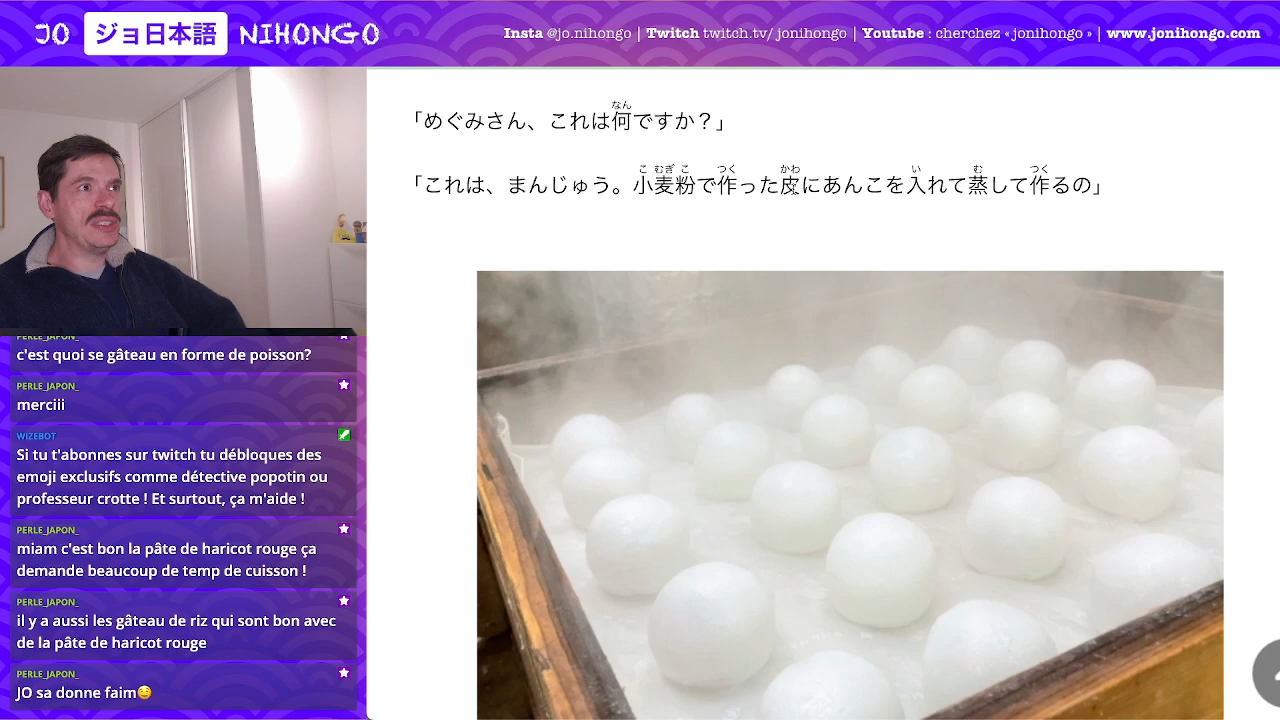 JO ジョ日本語 NIHONGO
Insta @jo.nihongo | Twitch twitch.tv/ jonihongo | Youtube : cherchez « jonihongo » | www.jonihongo.com
「めぐみさん、これは何ですか？」
「これは、まんじゅう。小麦粉で作った皮にあんこを入れて蒸して作るの」
PERLE_JAPON_
c'est quoi se gâteau en forme de poisson?
PERLE_JAPON_
merciii
WIZEBOT
Si tu t'abonnes sur twitch tu débloques des
emoji exclusifs comme détective popotin ou
professeur crotte ! Et surtout, ça m'aide !
PERLE_JAPON_
miam c'est bon la pâte de haricot rouge ça
demande beaucoup de temp de cuisson !
PERLE_JAPON_
il y a aussi les gâteau de riz qui sont bon avec
de la pâte de haricot rouge
PERLE_JAPON_
JO sa donne faim😋